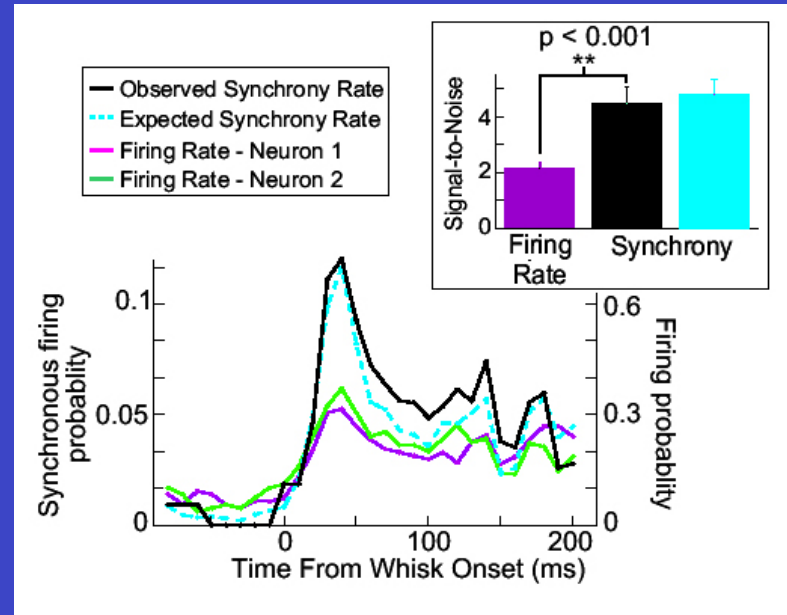 p < 0.001
**
Signal-to-Noise
4
2
0
Firing
Rate
Synchrony
Observed Synchrony Rate
Expected Synchrony Rate
Firing Rate - Neuron 1
Firing Rate - Neuron 2
Synchronous firing
probablity
0.1
0.05
0
0.6
0.3
0
Firing probablity
0
100
200
Time From Whisk Onset (ms)